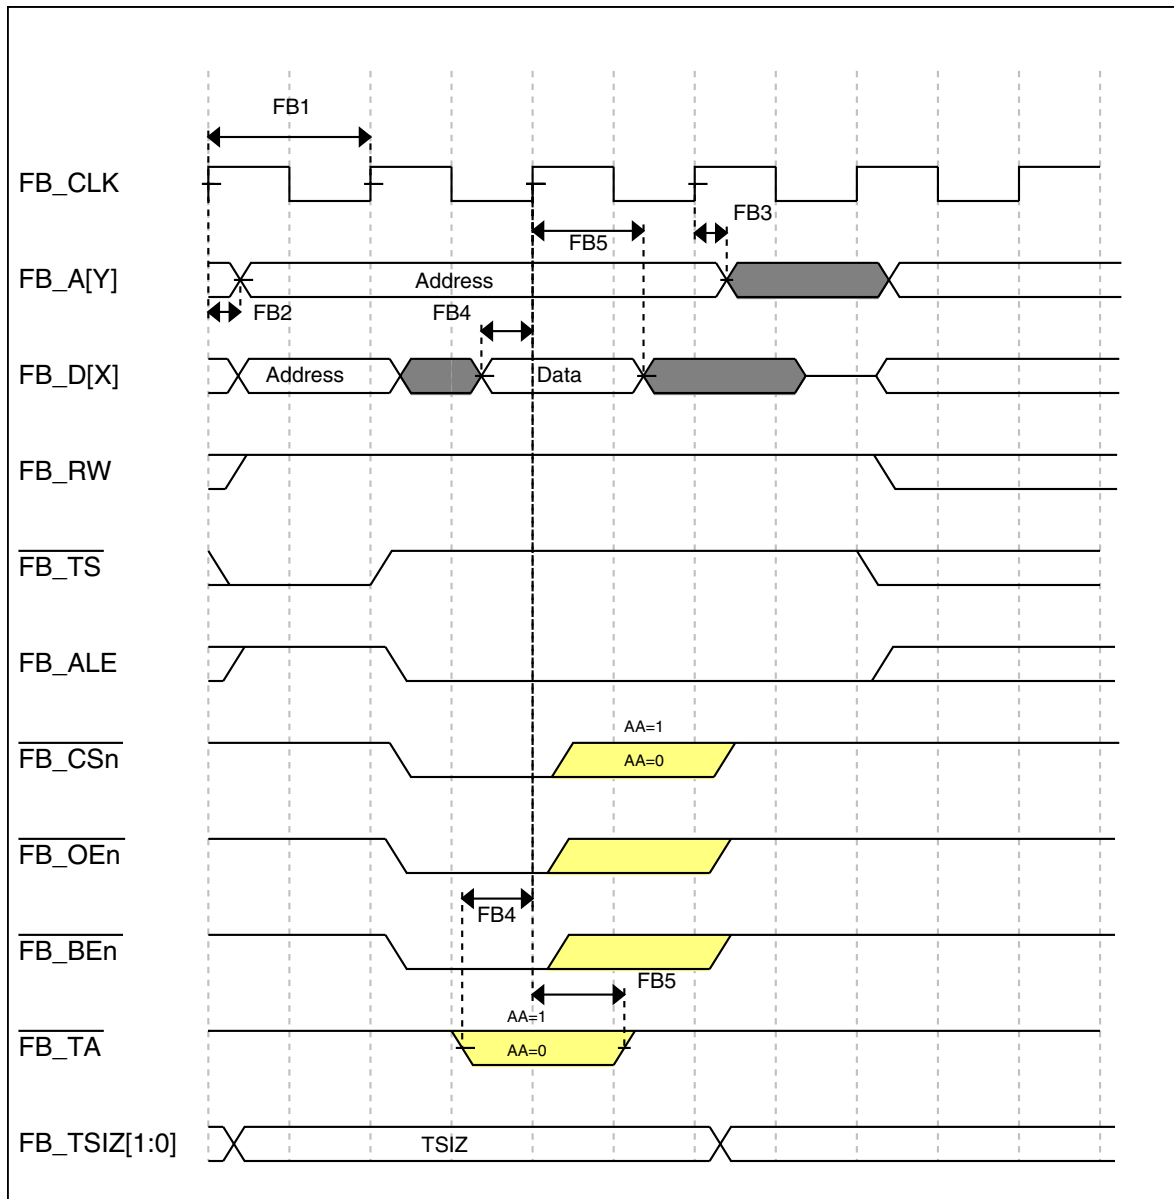 FB1
FB_CLK
FB3
FB5
FB_A[Y]
Address
FB2
FB4
FB_D[X]
Address
Data
FB_RW
FB_TS
FB_ALE
AA=1
FB_CSn
AA=0
FB_OEn
FB4
FB_BEn
FB5
AA=1
FB_TA
AA=0
FB_TSIZ[1:0]
TSIZ